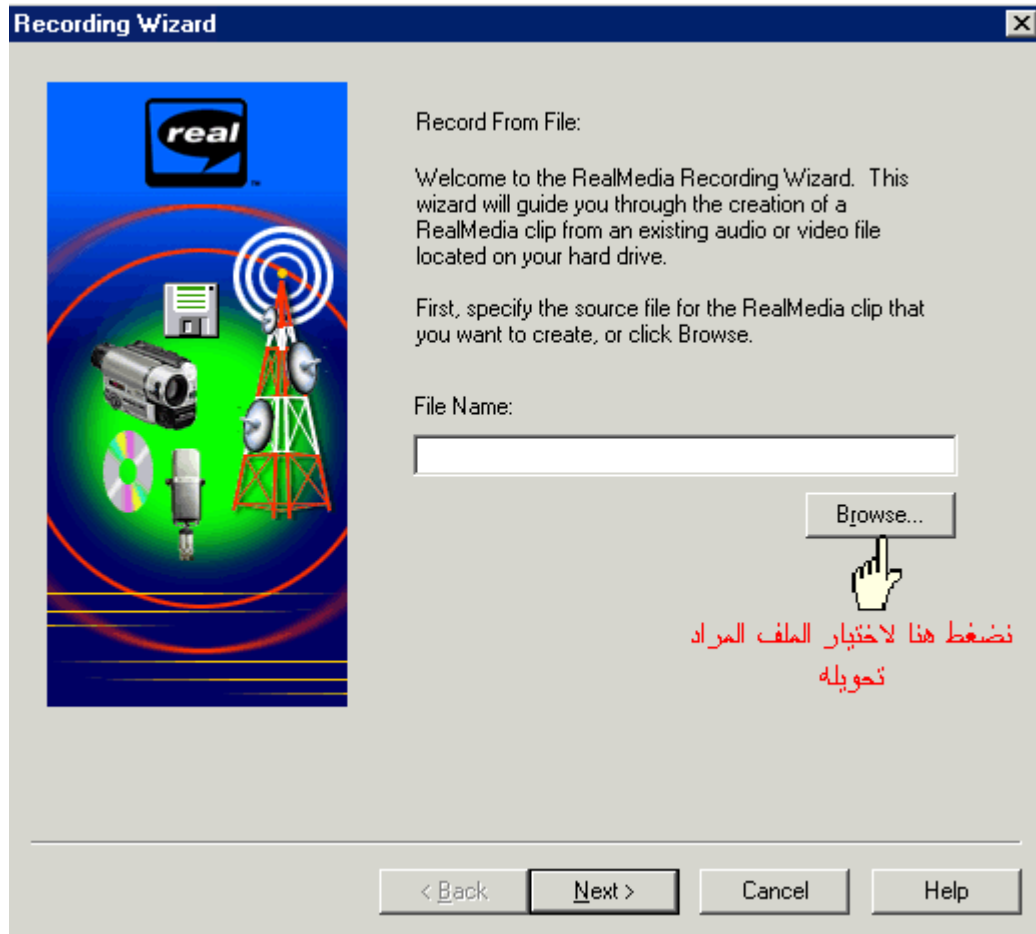 Recording Wizard
real
Record From File:
Welcome to the RealMedia Recording Wizard. This
wizard will guide you through the creation of a
RealMedia clip from an existing audio or video file
located on your hard drive.
First, specify the source file for the RealMedia clip that
you want to create, or click Browse.
File Name:
Browse...
نضغط هنا لاختيار الملف المراد
تحويله
< Back
Next >
Cancel
Help